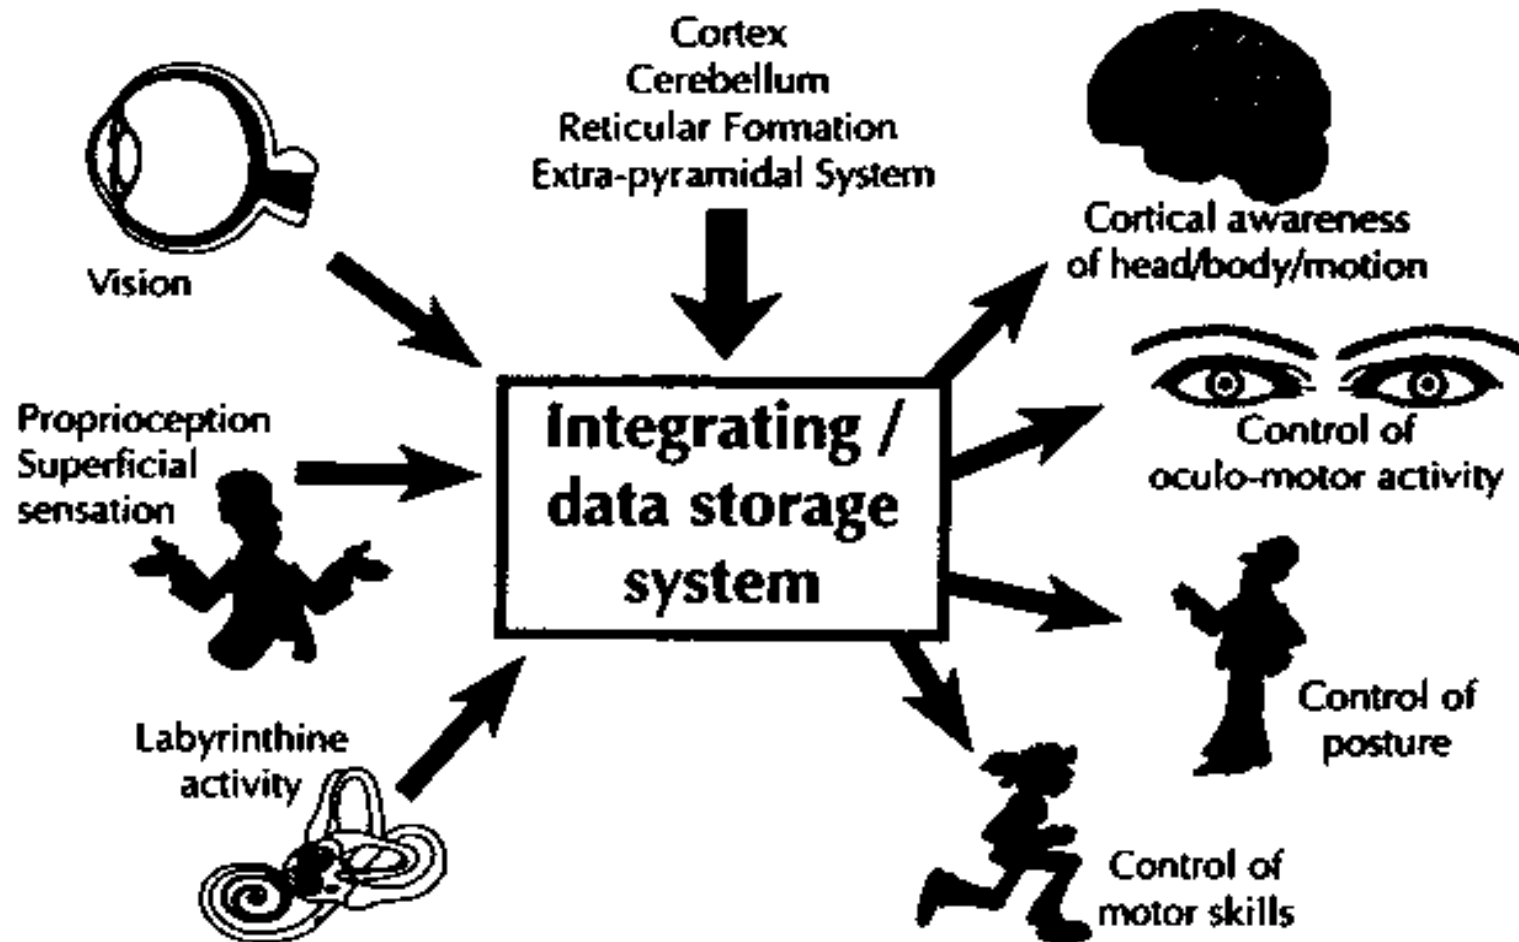 Cortex
Cerebellum
Reticular Formation
Extra-pyramidal System
Vision
Proprioception
Superficial
sensation
Labyrinthine
activity
Integrating /
data storage
system
Cortical awareness
of head/body/motion
Control of
oculo-motor activity
Control of
posture
Control of
motor skills